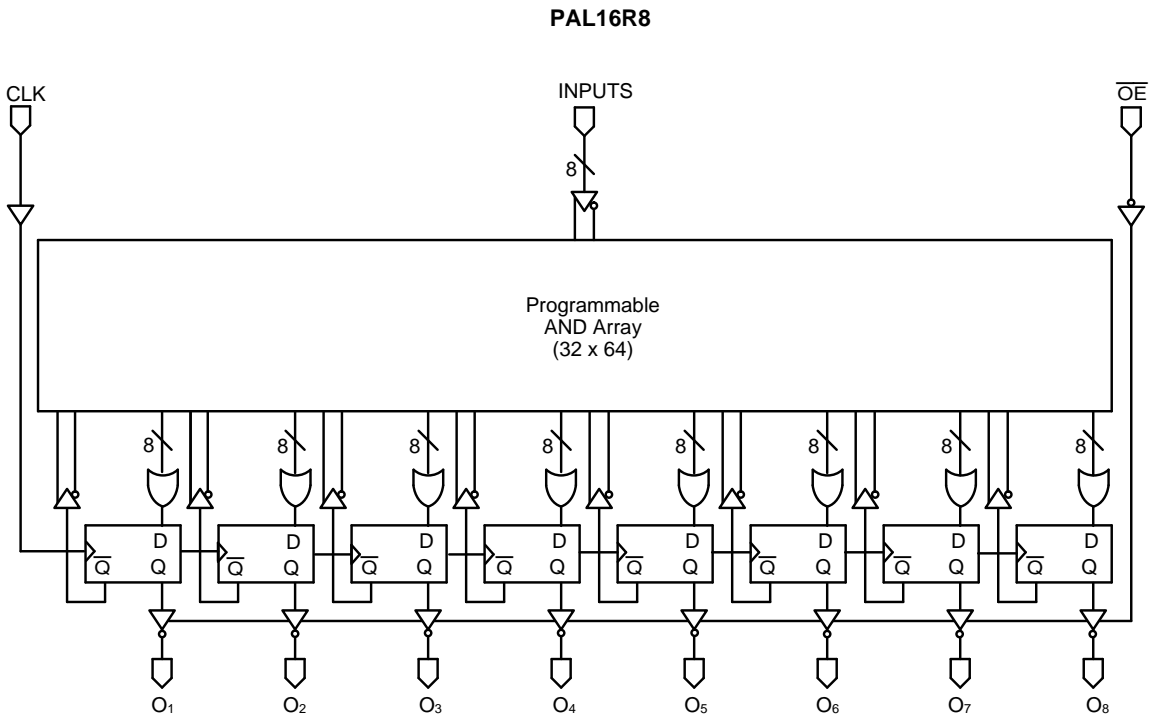 PAL16R8
CLK
INPUTS
O̅E̅
8
Programmable
AND Array
(32 x 64)
8 8 8 8 8 8 8 8
D D D D D D D D
Q̅ Q Q̅ Q Q̅ Q Q̅ Q Q̅ Q Q̅ Q Q̅ Q Q̅ Q
O₁ O₂ O₃ O₄ O₅ O₆ O₇ O₈